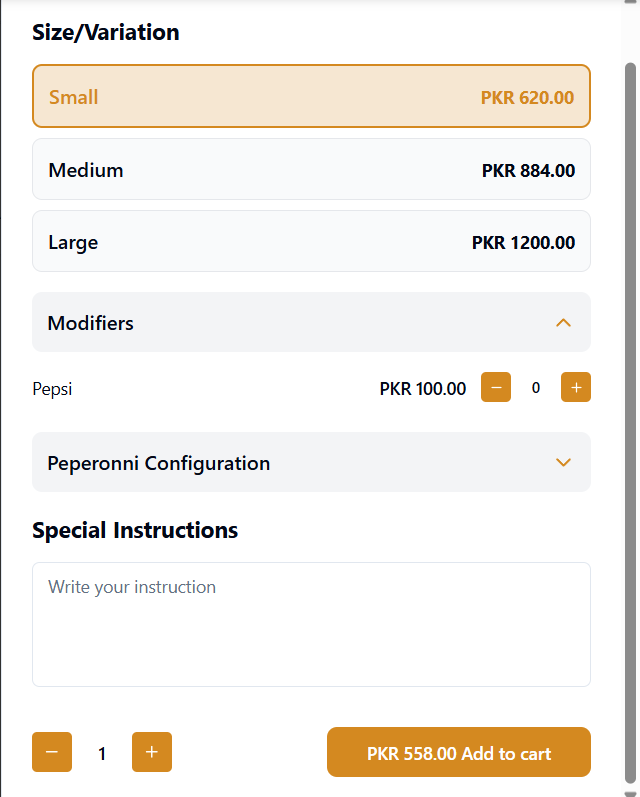 Size/Variation
Small PKR 620.00
Medium PKR 884.00
Large PKR 1200.00
Modifiers
Pepsi PKR 100.00 − 0 +
Peperonni Configuration
Special Instructions
Write your instruction
− 1 + PKR 558.00 Add to cart